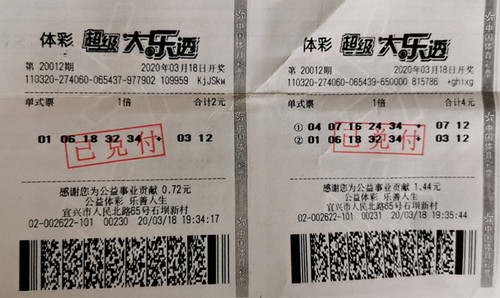 体彩 超级大乐透
第 20012期 2020年03月18日开奖
110320-274060-065437-977902 109959 KjJSkw
单式票 1倍 合计2元
01 06 18 32 34 + 03 12
已兑付
感谢您为公益事业贡献 0.72元
公益体彩 乐善人生
宜兴市人民北路65号石坝新村
02-002622-101 00230 20/03/18 19:34:17
体彩 超级大乐透
第 20012期 2020年03月18日开奖
110320-274060-065439-650000 815786 +ghixg
单式票 1倍 合计4元
① 04 07 16 24 34 + 07 12
② 01 06 18 32 34 + 03 12
已兑付
感谢您为公益事业贡献 1.44元
公益体彩 乐善人生
宜兴市人民北路65号石坝新村
02-002622-101 00231 20/03/18 19:35:44
中国体育彩票